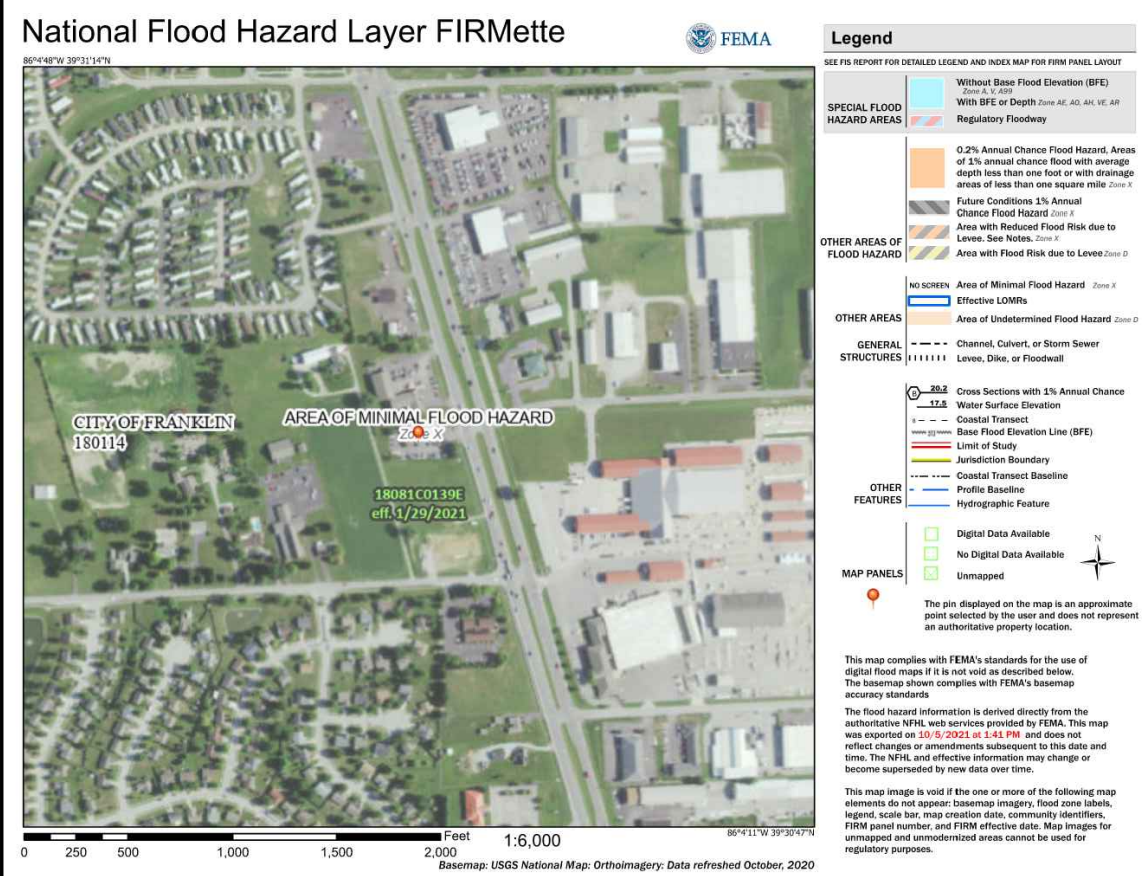 National Flood Hazard Layer FIRMette
FEMA
86°4'48"W 39°31'14"N
CITY OF FRANKLIN
180114
AREA OF MINIMAL FLOOD HAZARD
Zone X
18081C0139E
eff. 1/29/2021
86°4'11"W 39°30'47"N
Feet
1:6,000
0 250 500 1,000 1,500 2,000
Basemap: USGS National Map: Orthoimagery: Data refreshed October, 2020
Legend
SEE FIS REPORT FOR DETAILED LEGEND AND INDEX MAP FOR FIRM PANEL LAYOUT
SPECIAL FLOOD
HAZARD AREAS
Without Base Flood Elevation (BFE)
Zone A, V, A99
With BFE or Depth Zone AE, AO, AH, VE, AR
Regulatory Floodway
OTHER AREAS OF
FLOOD HAZARD
0.2% Annual Chance Flood Hazard, Areas
of 1% annual chance flood with average
depth less than one foot or with drainage
areas of less than one square mile Zone X
Future Conditions 1% Annual
Chance Flood Hazard Zone X
Area with Reduced Flood Risk due to
Levee. See Notes. Zone X
Area with Flood Risk due to Levee Zone D
OTHER AREAS
NO SCREEN Area of Minimal Flood Hazard Zone X
Effective LOMRs
Area of Undetermined Flood Hazard Zone D
GENERAL
STRUCTURES
Channel, Culvert, or Storm Sewer
Levee, Dike, or Floodwall
OTHER
FEATURES
B 20.2 Cross Sections with 1% Annual Chance
17.5 Water Surface Elevation
8 Coastal Transect
513 Base Flood Elevation Line (BFE)
Limit of Study
Jurisdiction Boundary
Coastal Transect Baseline
Profile Baseline
Hydrographic Feature
MAP PANELS
Digital Data Available
No Digital Data Available
Unmapped
N
The pin displayed on the map is an approximate
point selected by the user and does not represent
an authoritative property location.
This map complies with FEMA's standards for the use of
digital flood maps if it is not void as described below.
The basemap shown complies with FEMA's basemap
accuracy standards
The flood hazard information is derived directly from the
authoritative NFHL web services provided by FEMA. This map
was exported on 10/5/2021 at 1:41 PM and does not
reflect changes or amendments subsequent to this date and
time. The NFHL and effective information may change or
become superseded by new data over time.
This map image is void if the one or more of the following map
elements do not appear: basemap imagery, flood zone labels,
legend, scale bar, map creation date, community identifiers,
FIRM panel number, and FIRM effective date. Map images for
unmapped and unmodernized areas cannot be used for
regulatory purposes.